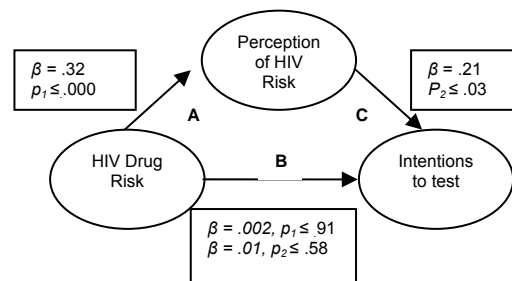 Perception
of HIV
Risk
β = .32
p₁ ≤ .000
β = .21
P₂ ≤ .03
A
C
HIV Drug
Risk
B
Intentions
to test
β = .002, p₁ ≤ .91
β = .01, p₂ ≤ .58